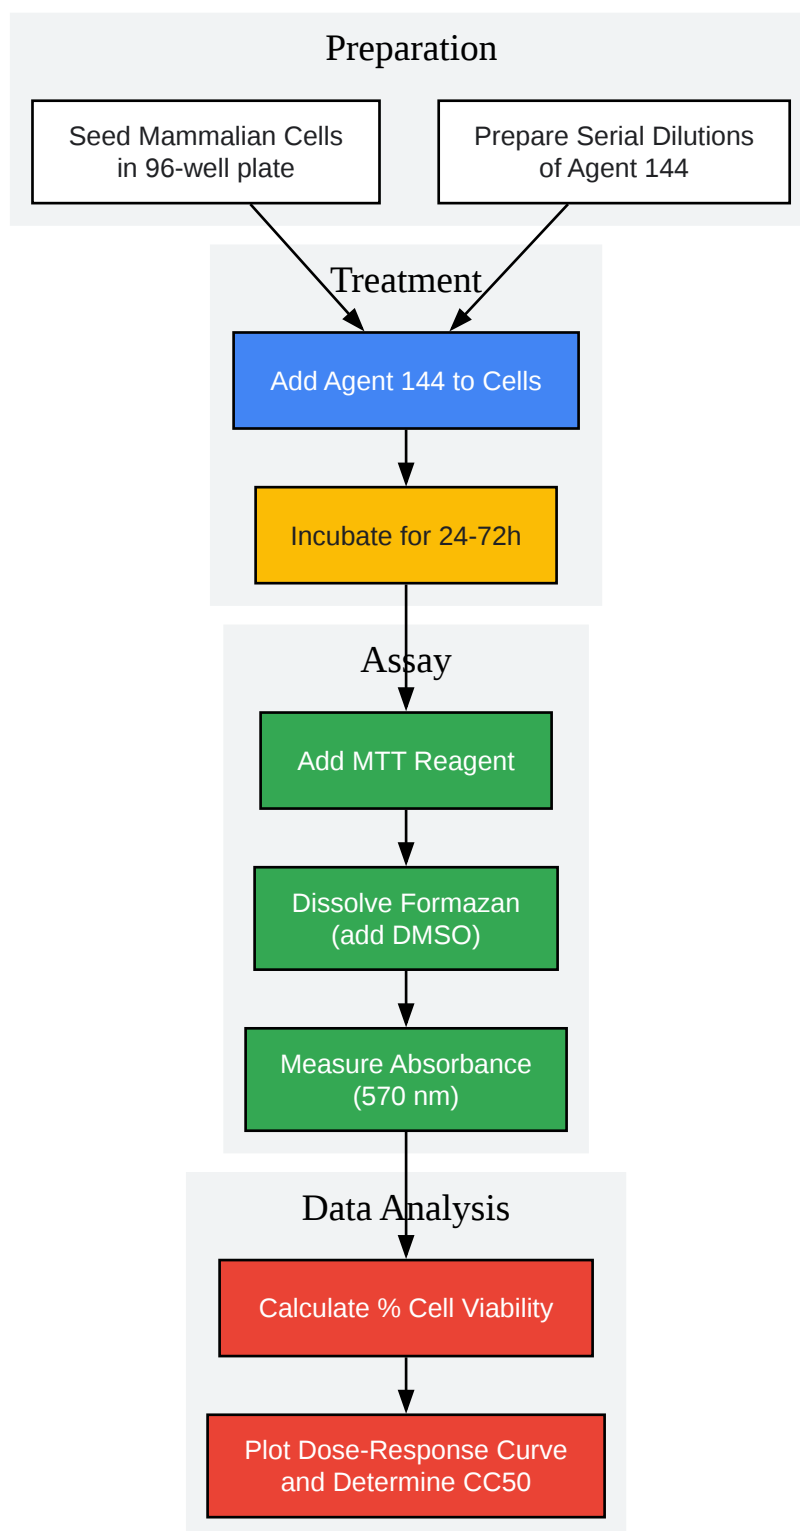 Preparation
Seed Mammalian Cells
in 96-well plate
Prepare Serial Dilutions
of Agent 144
Treatment
Add Agent 144 to Cells
Incubate for 24-72h
Assay
Add MTT Reagent
Dissolve Formazan
(add DMSO)
Measure Absorbance
(570 nm)
Data Analysis
Calculate % Cell Viability
Plot Dose-Response Curve
and Determine CC50